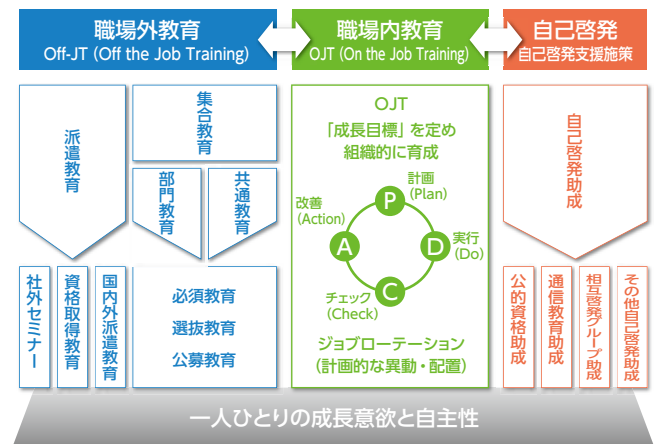 職場外教育
Off-JT (Off the Job Training)
職場内教育
OJT (On the Job Training)
自己啓発
自己啓発支援施策
派遣教育
集合教育
部門教育
共通教育
社外セミナー
資格取得教育
国内外派遣教育
必須教育
選抜教育
公募教育
OJT
「成長目標」を定め
組織的に育成
計画
(Plan)
P
改善
(Action)
A
D
実行
(Do)
C
チェック
(Check)
ジョブローテーション
(計画的な異動・配置)
自己啓発助成
公的資格助成
通信教育助成
相互啓発グループ助成
その他自己啓発助成
一人ひとりの成長意欲と自主性